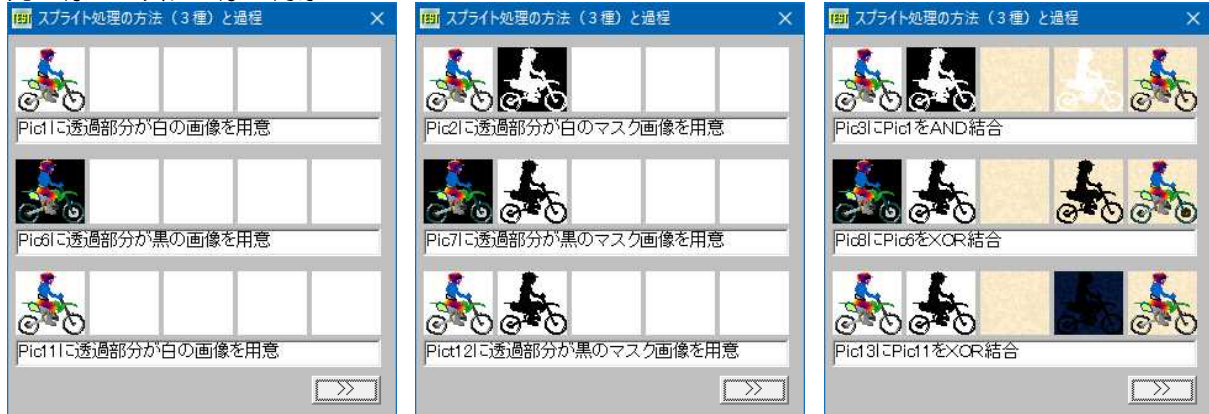 スプライト処理の方法（３種）と過程
Pic1に透過部分が白の画像を用意
Pic6に透過部分が黒の画像を用意
Pic11に透過部分が白の画像を用意
>>
スプライト処理の方法（３種）と過程
Pic2に透過部分が白のマスク画像を用意
Pic7に透過部分が黒のマスク画像を用意
Pict12に透過部分が黒のマスク画像を用意
>>
スプライト処理の方法（３種）と過程
Pic3にPic1をAND結合
Pic8にPic6をXOR結合
Pic13にPic11をXOR結合
>>